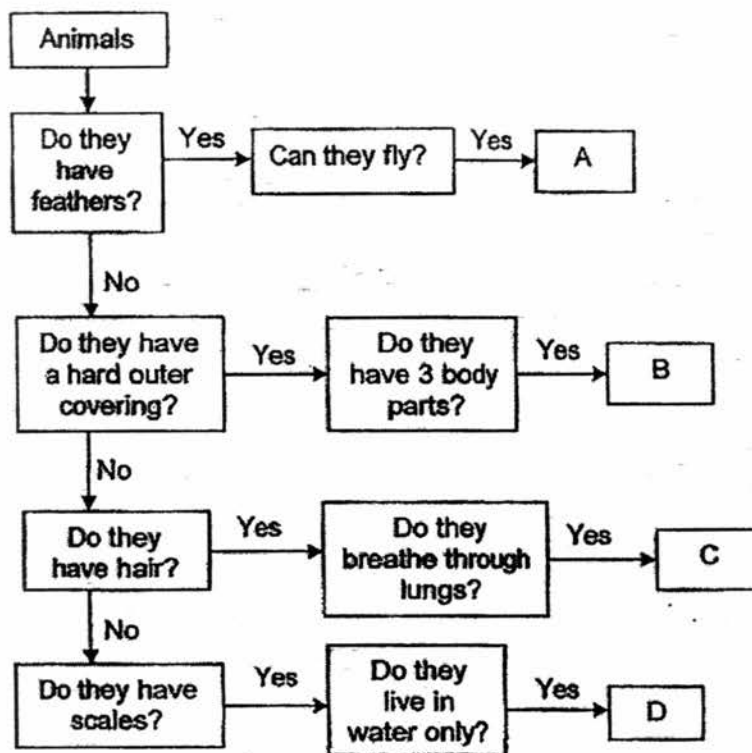 Animals
Do they
have
feathers?
Yes
Can they fly?
Yes
A
No
Do they have
a hard outer
covering?
Yes
Do they
have 3 body
parts?
Yes
B
No
Do they
have hair?
Yes
Do they
breathe through
lungs?
Yes
C
No
Do they have
scales?
Yes
Do they
live in
water only?
Yes
D